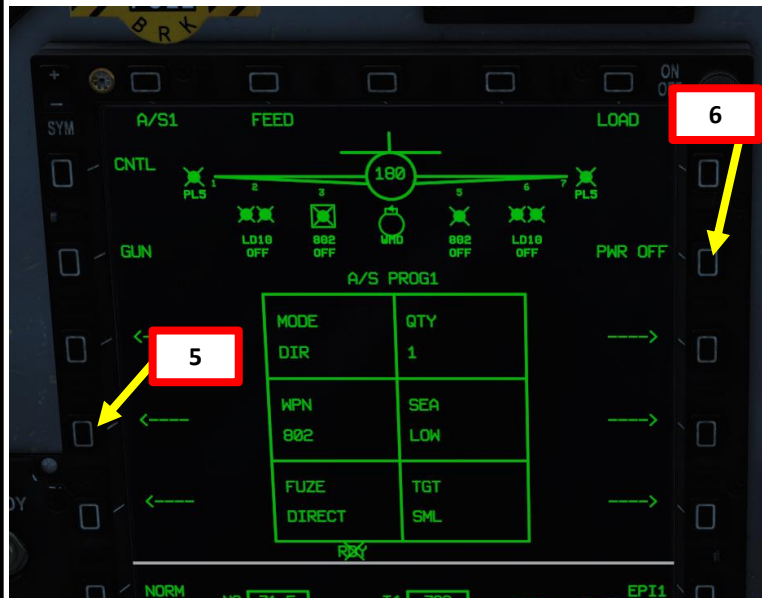 BRK
ON
+
-
SYM
A/S1 FEED LOAD
6
CNTL
180
PL5 1 2 3 5 6 7 PL5
LD10 802 WMD 802 LD10
OFF OFF OFF OFF
GUN PWR OFF
A/S PROG1
MODE QTY
<---- ---->
DIR 1
5
WPN SEA
<---- ---->
802 LOW
FUZE TGT
<---- ---->
DIRECT SML
RDY
NORM EPI1